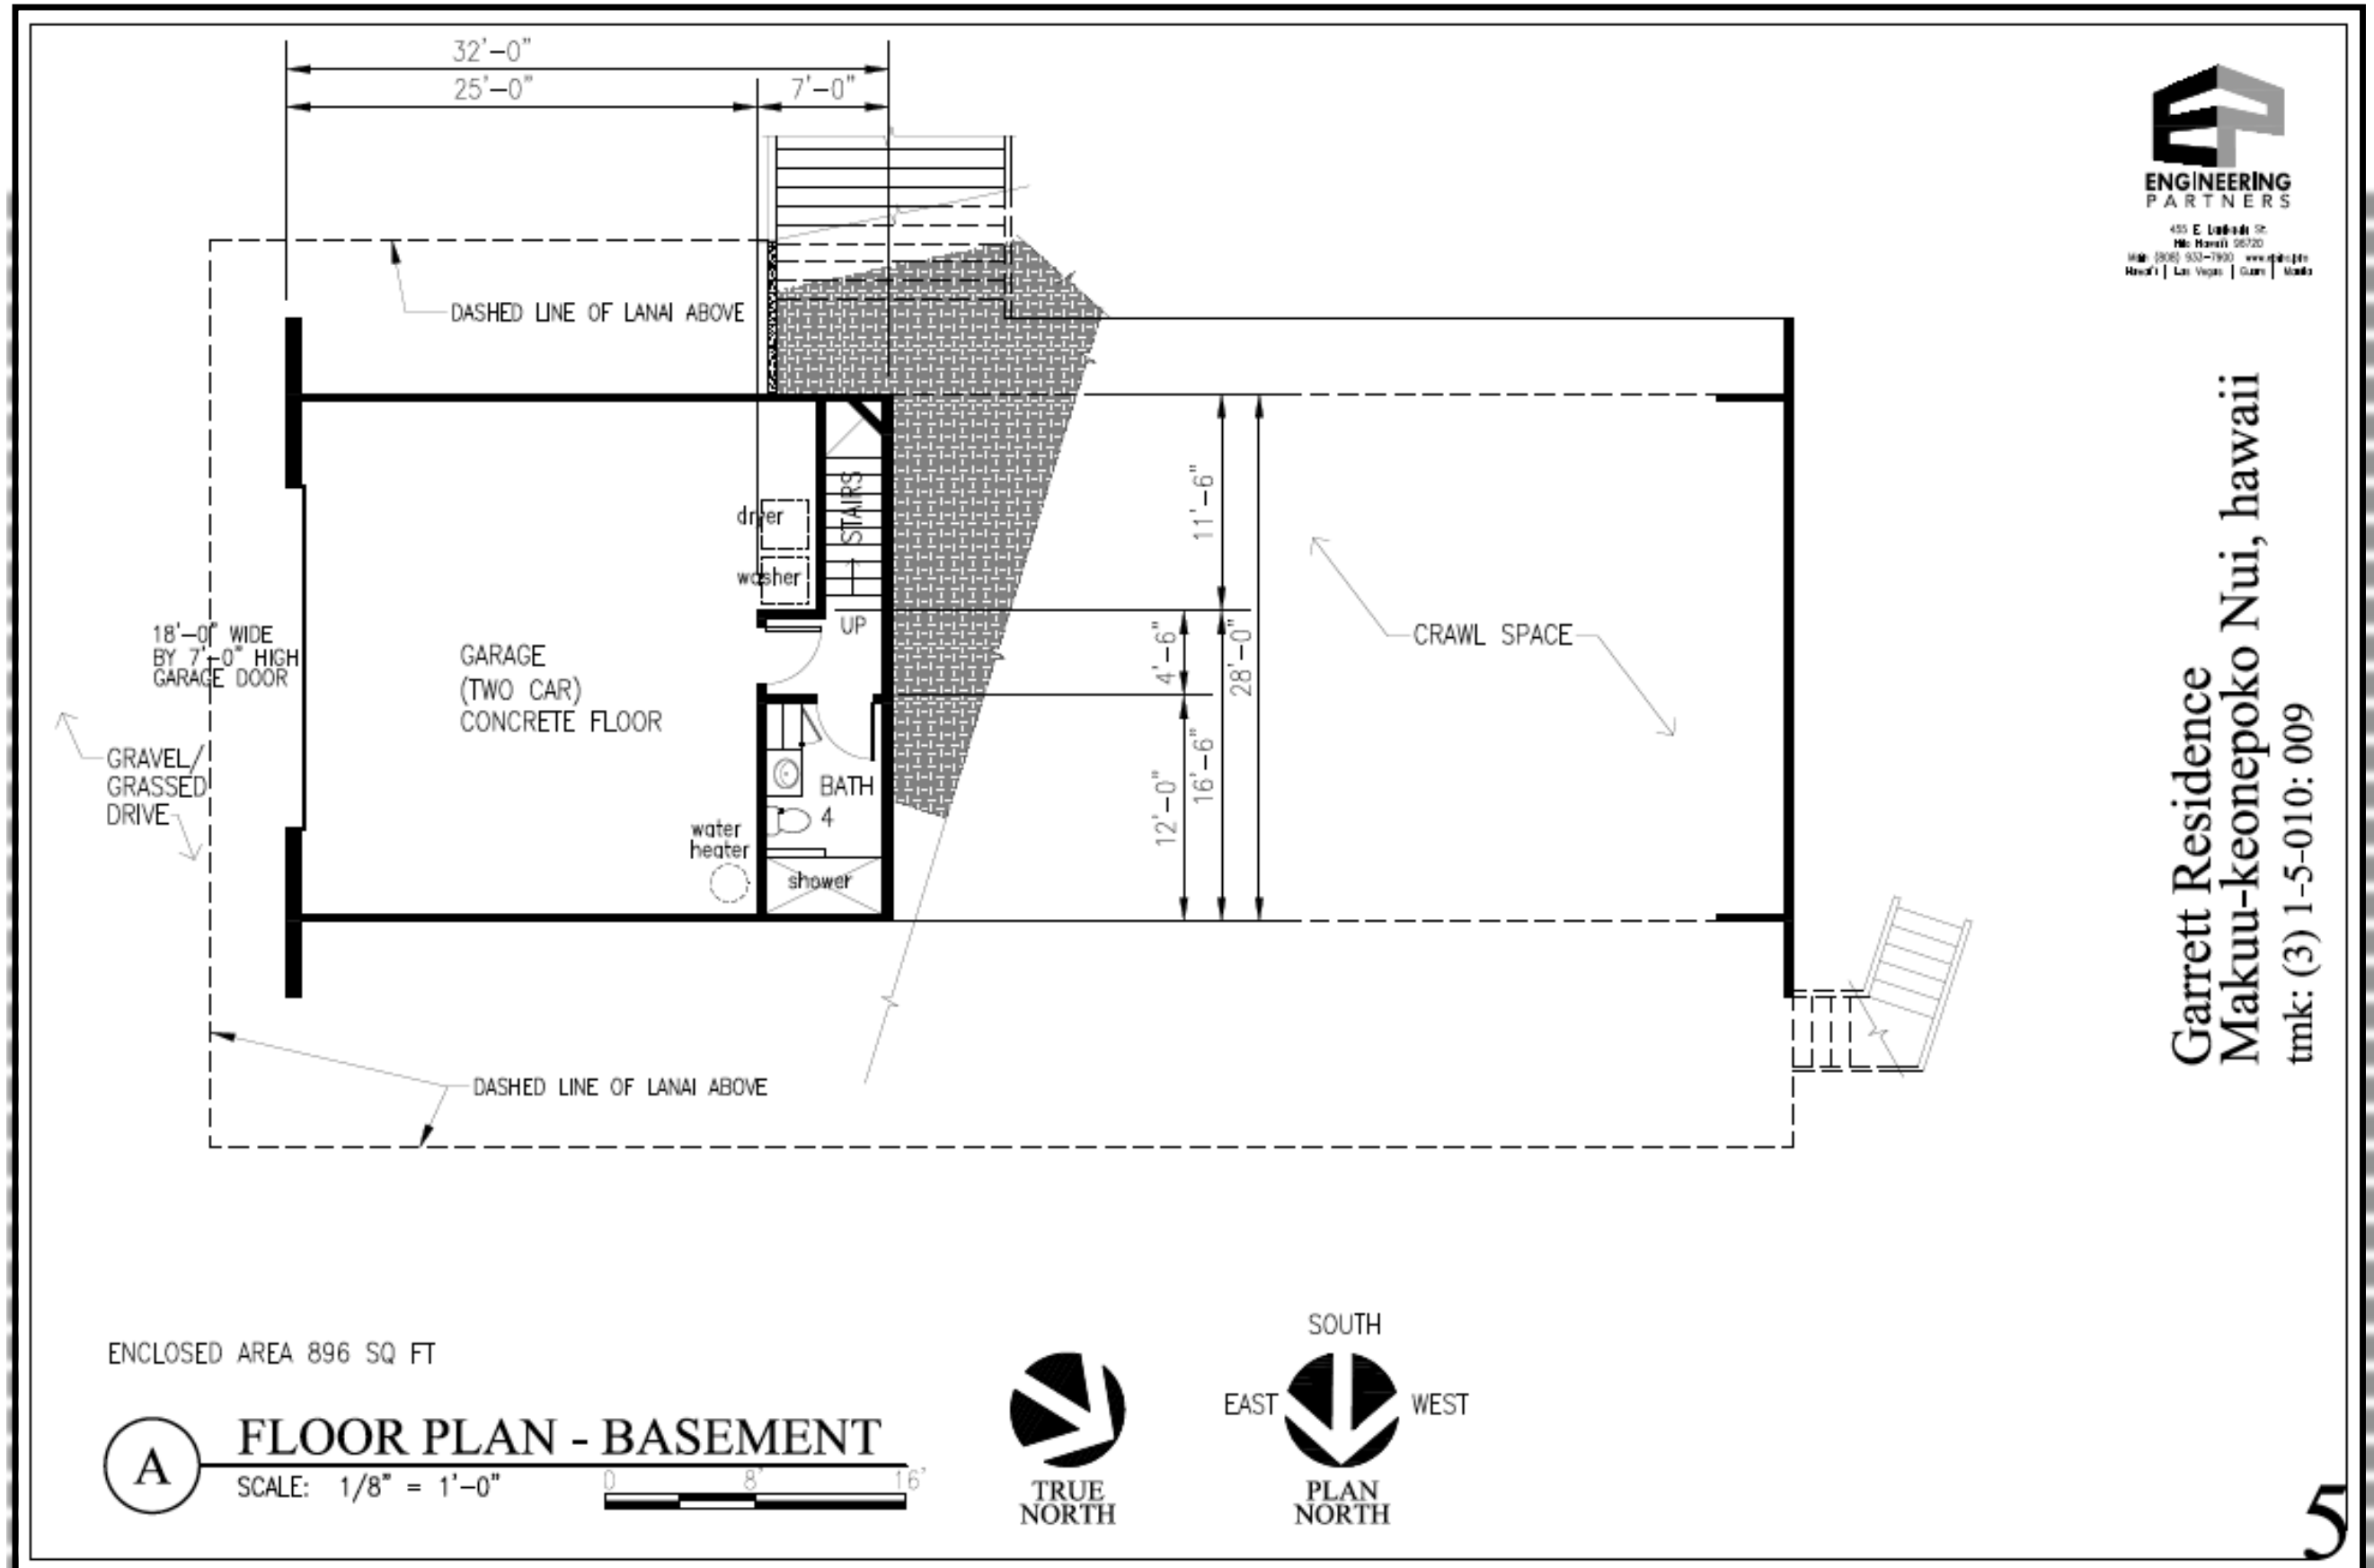 32'-0"
25'-0"
7'-0"
ENGINEERING
PARTNERS
Las Vegas
Guam
DASHED LINE OF LANAI ABOVE
STAIRS
dryer
washer
UP
11'-6"
4'-6"
28'-0"
16'-6"
12'-0"
CRAWL SPACE
18'-0" WIDE
BY 7'-0" HIGH
GARAGE DOOR
GARAGE
(TWO CAR)
CONCRETE FLOOR
GRAVEL/
GRASSED
DRIVE
BATH
4
water
heater
shower
DASHED LINE OF LANAI ABOVE
Garrett Residence
Makuu-keonepoko Nui, hawaii
tmk: (3) 1-5-010: 009
ENCLOSED AREA 896 SQ FT
A
FLOOR PLAN - BASEMENT
SCALE: 1/8" = 1'-0"
0 8' 16'
TRUE
NORTH
SOUTH
EAST
WEST
PLAN
NORTH
5